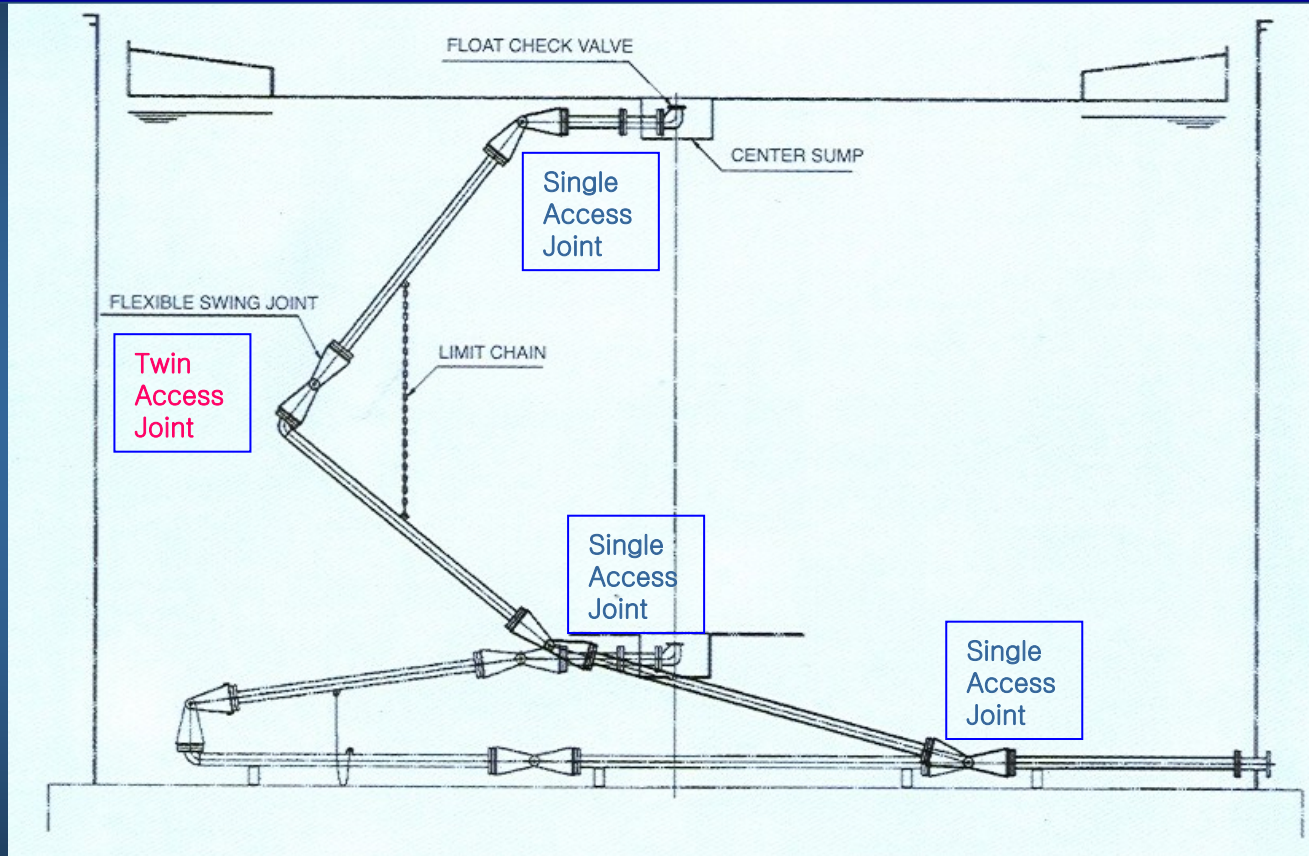 FLOAT CHECK VALVE
CENTER SUMP
Single
Access
Joint
FLEXIBLE SWING JOINT
Twin
Access
Joint
LIMIT CHAIN
Single
Access
Joint
Single
Access
Joint